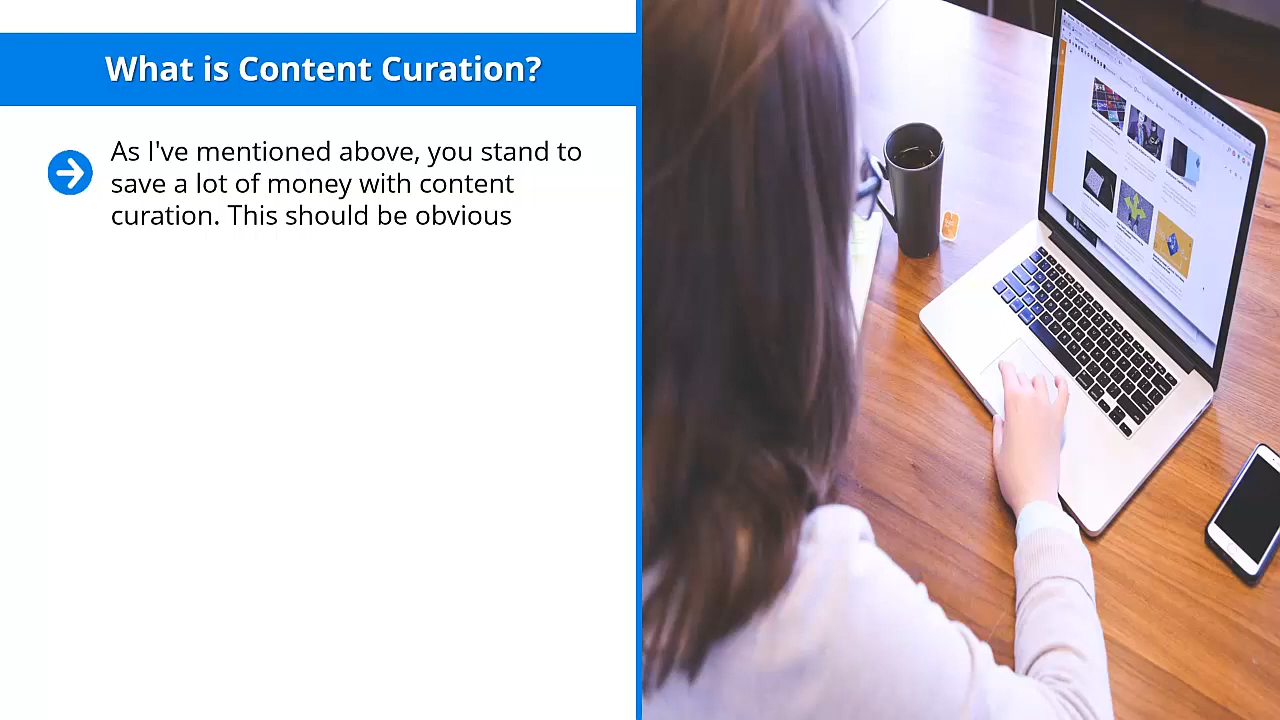 What is Content Curation?
As I've mentioned above, you stand to
save a lot of money with content
curation. This should be obvious